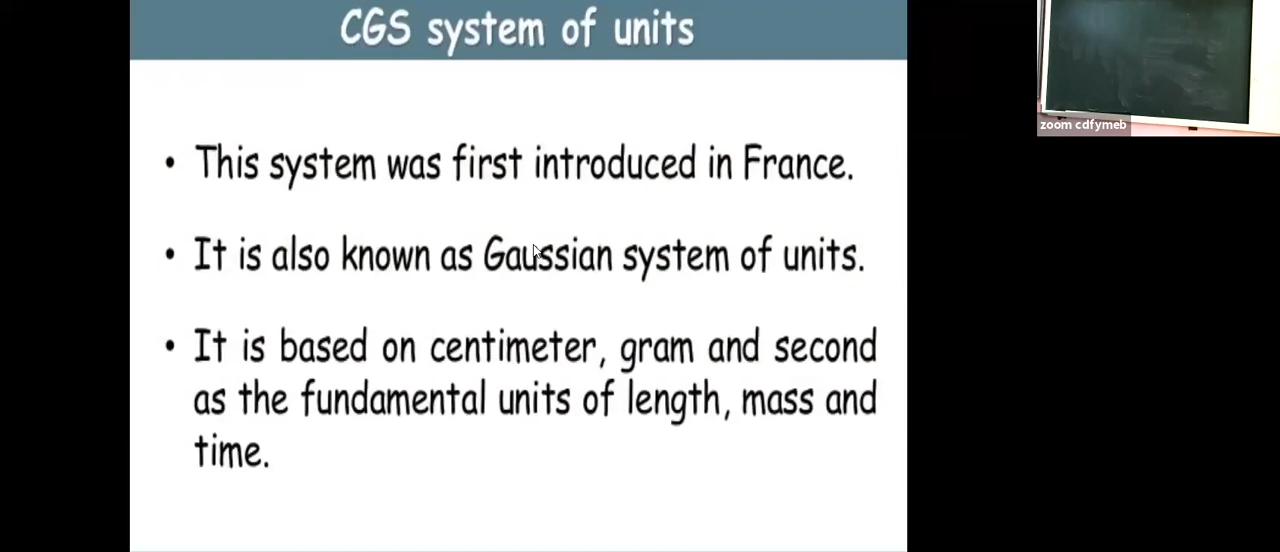 CGS system of units
zoom cdfymeb
• This system was first introduced in France.
• It is also known as Gaussian system of units.
• It is based on centimeter, gram and second
as the fundamental units of length, mass and
time.